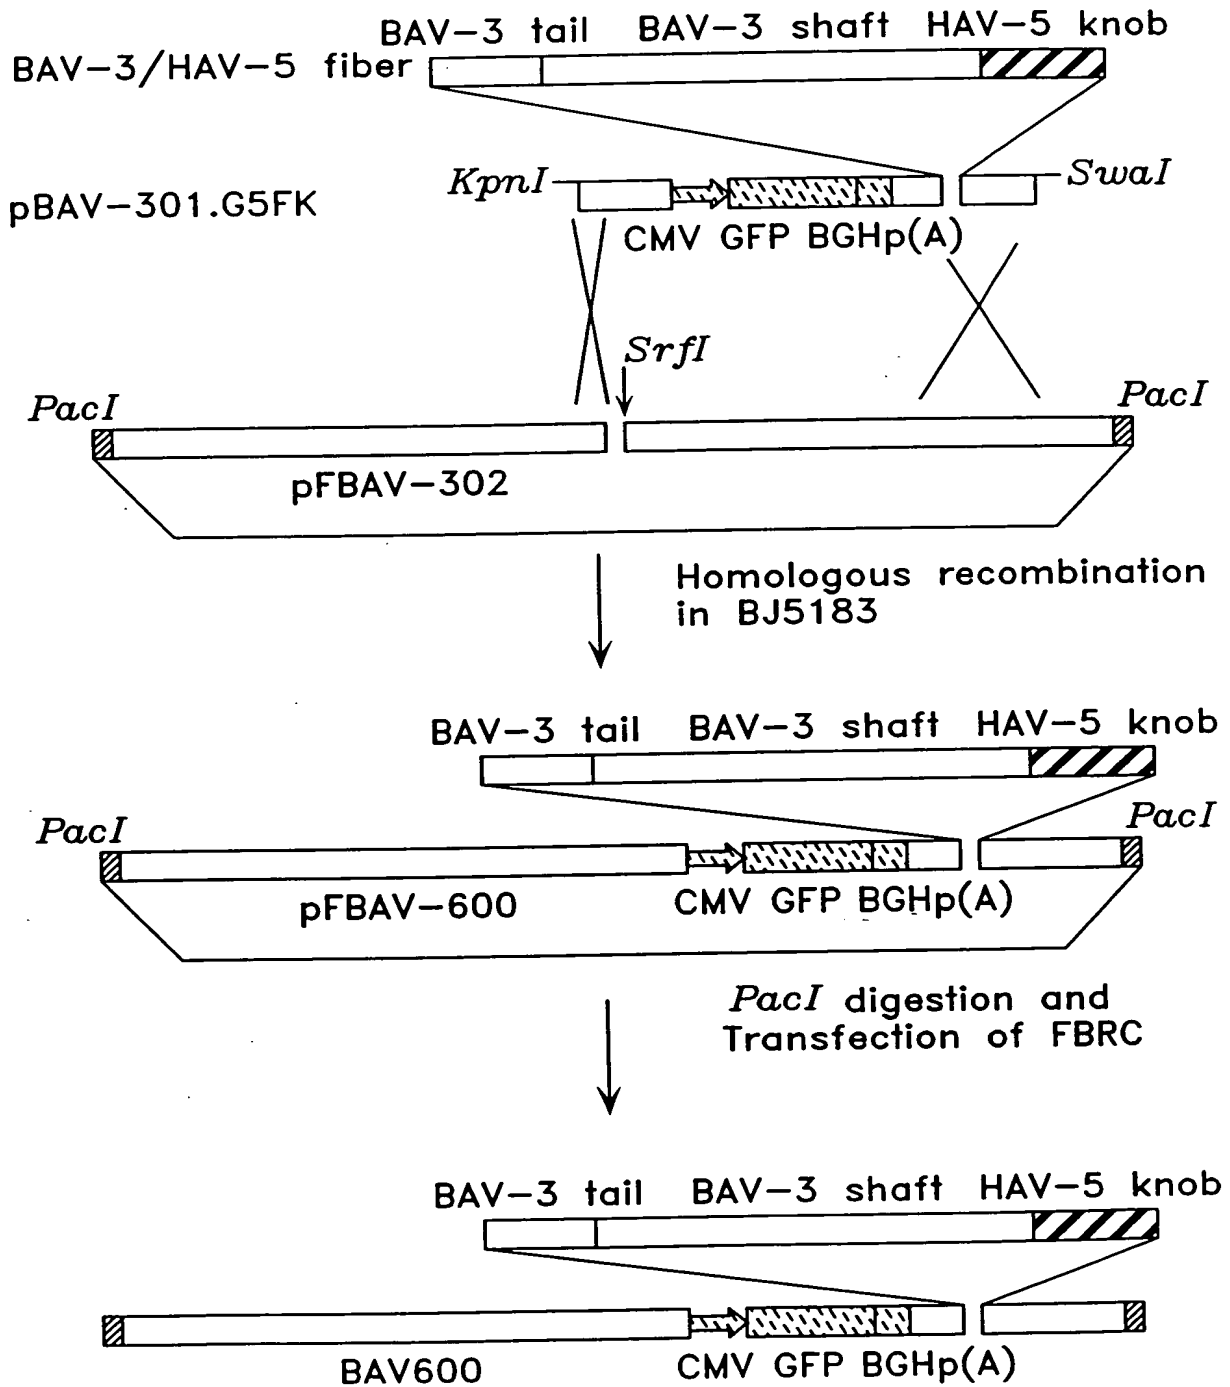 BAV-3 tail BAV-3 shaft HAV-5 knob
BAV-3/HAV-5 fiber
KpnI SwaI
pBAV-301.G5FK
CMV GFP BGHp(A)
SrfI
PacI PacI
pFBAV-302
Homologous recombination
in BJ5183
BAV-3 tail BAV-3 shaft HAV-5 knob
PacI PacI
pFBAV-600 CMV GFP BGHp(A)
PacI digestion and
Transfection of FBRC
BAV-3 tail BAV-3 shaft HAV-5 knob
BAV600 CMV GFP BGHp(A)